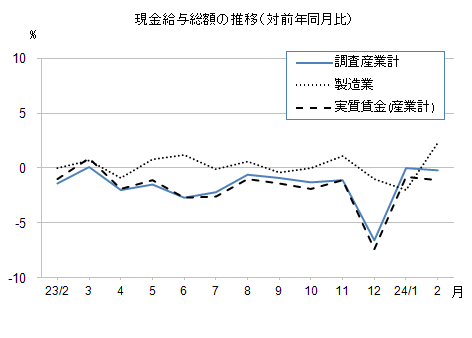 現金給与総額の推移(対前年同月比)
%
調査産業計
製造業
実質賃金(産業計)
10
5
0
-5
-10
23/2 3 4 5 6 7 8 9 10 11 12 24/1 2 月